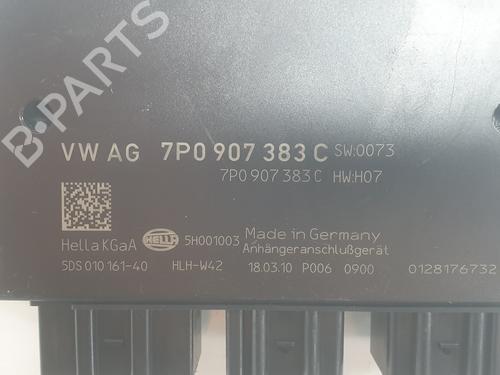 B-PARTS
VW AG 7P0 907 383 C SW:0073
7P0 907 383 C HW:H07
Hella KGaA HELLA 5H001003 Made in Germany
Anhängeranschlußgerät
5DS 010 161-40 HLH-W42 18.03.10 P006 0900 0128176732